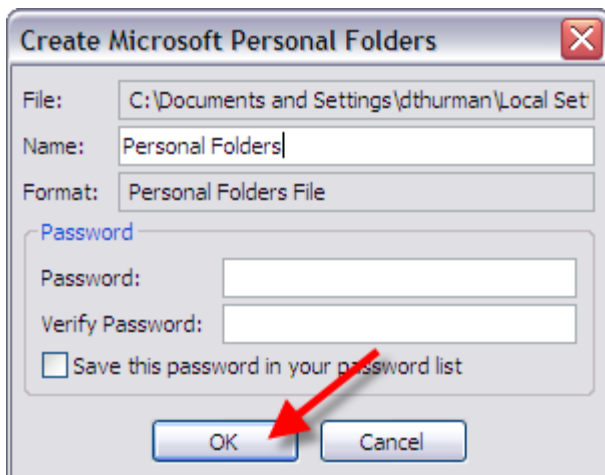 Create Microsoft Personal Folders
File: C:\Documents and Settings\dthurman\Local Set
Name: Personal Folders
Format: Personal Folders File
Password
Password:
Verify Password:
Save this password in your password list
OK Cancel